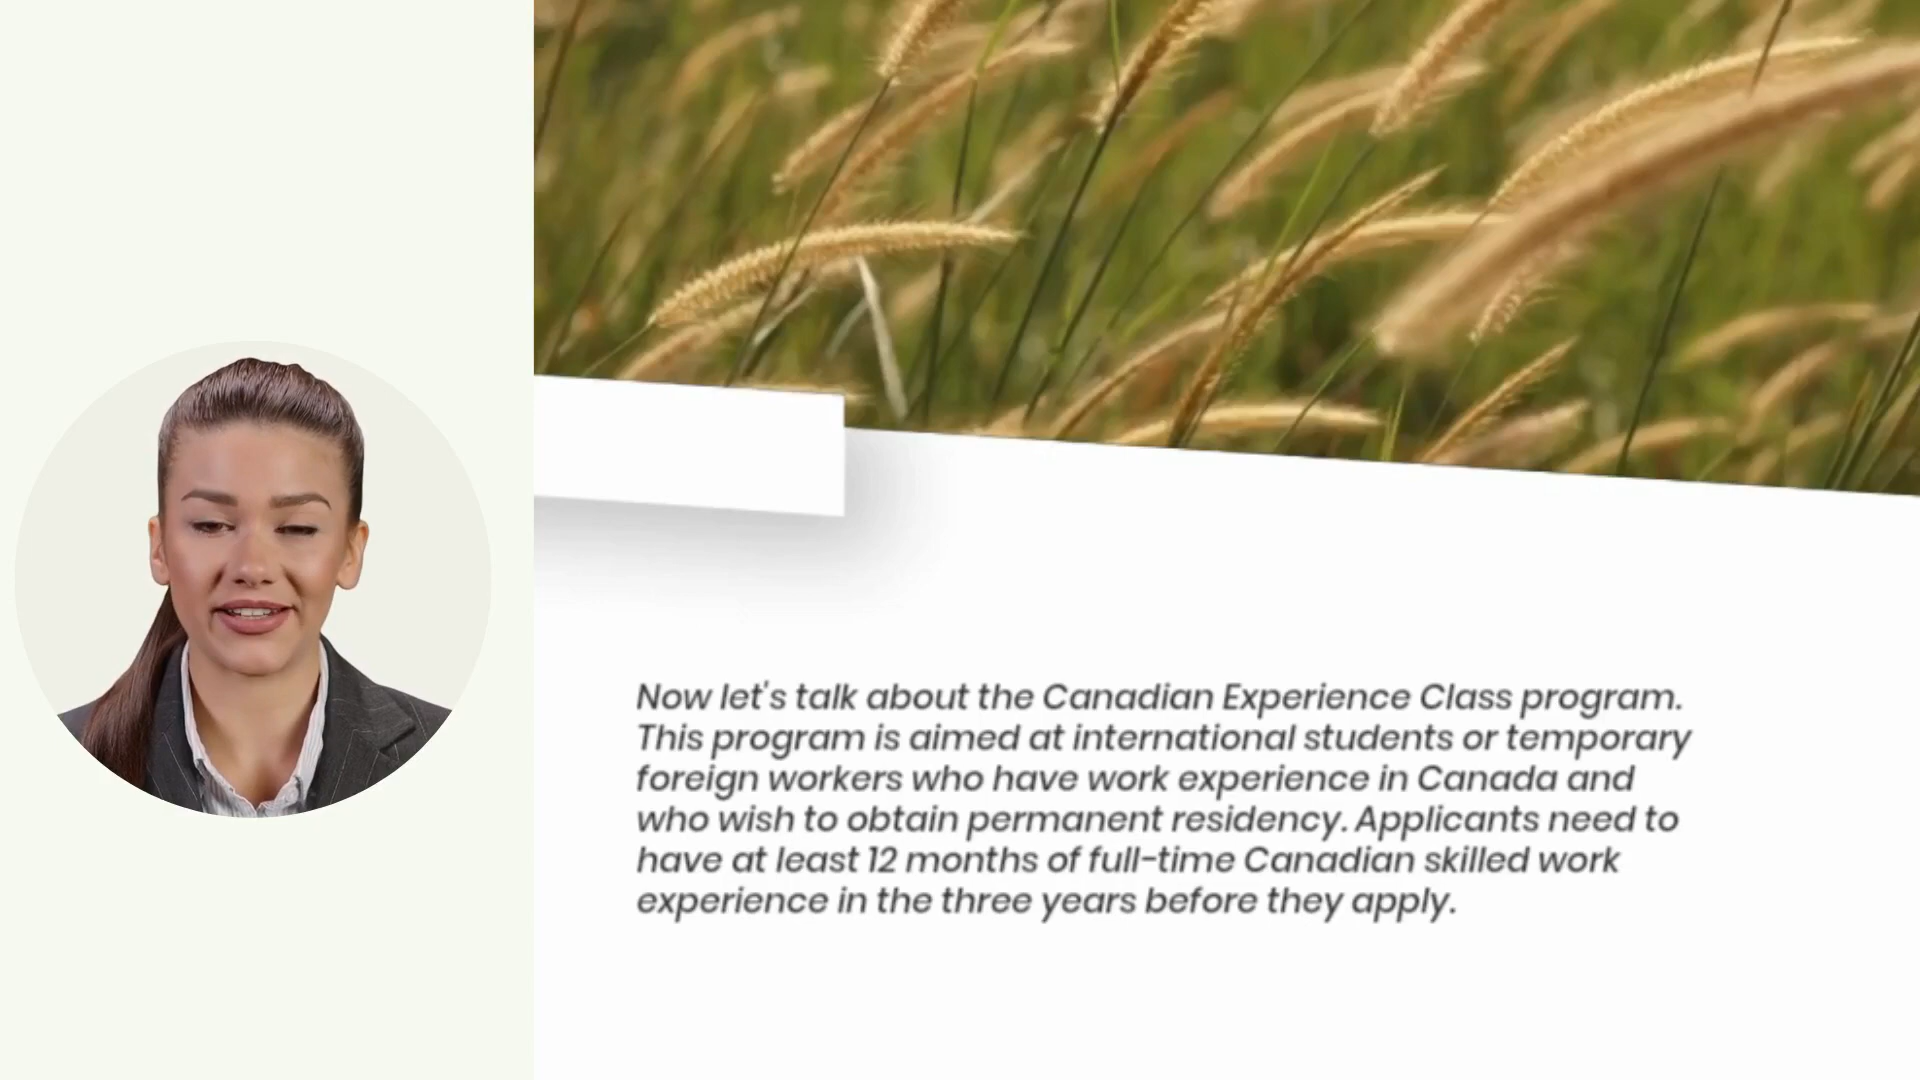 Now let's talk about the Canadian Experience Class program.
This program is aimed at international students or temporary
foreign workers who have work experience in Canada and
who wish to obtain permanent residency. Applicants need to
have at least 12 months of full-time Canadian skilled work
experience in the three years before they apply.